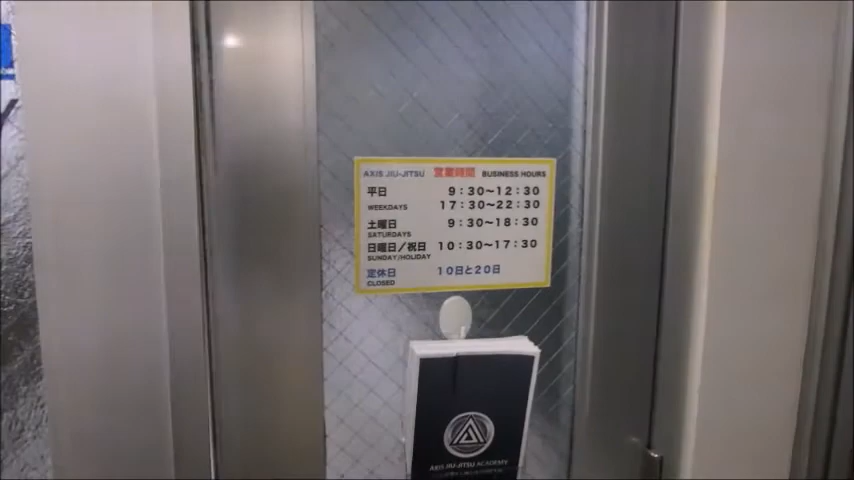 AXIS JIU-JITSU 営業時間 BUSINESS HOURS
平日 9:30〜12:30
WEEKDAYS 17:30〜22:30
土曜日 9:30〜18:30
SATURDAYS
日曜日/祝日 10:30〜17:30
SUNDAY/HOLIDAY
定休日 10日と20日
CLOSED
AXIS JIU-JITSU ACADEMY